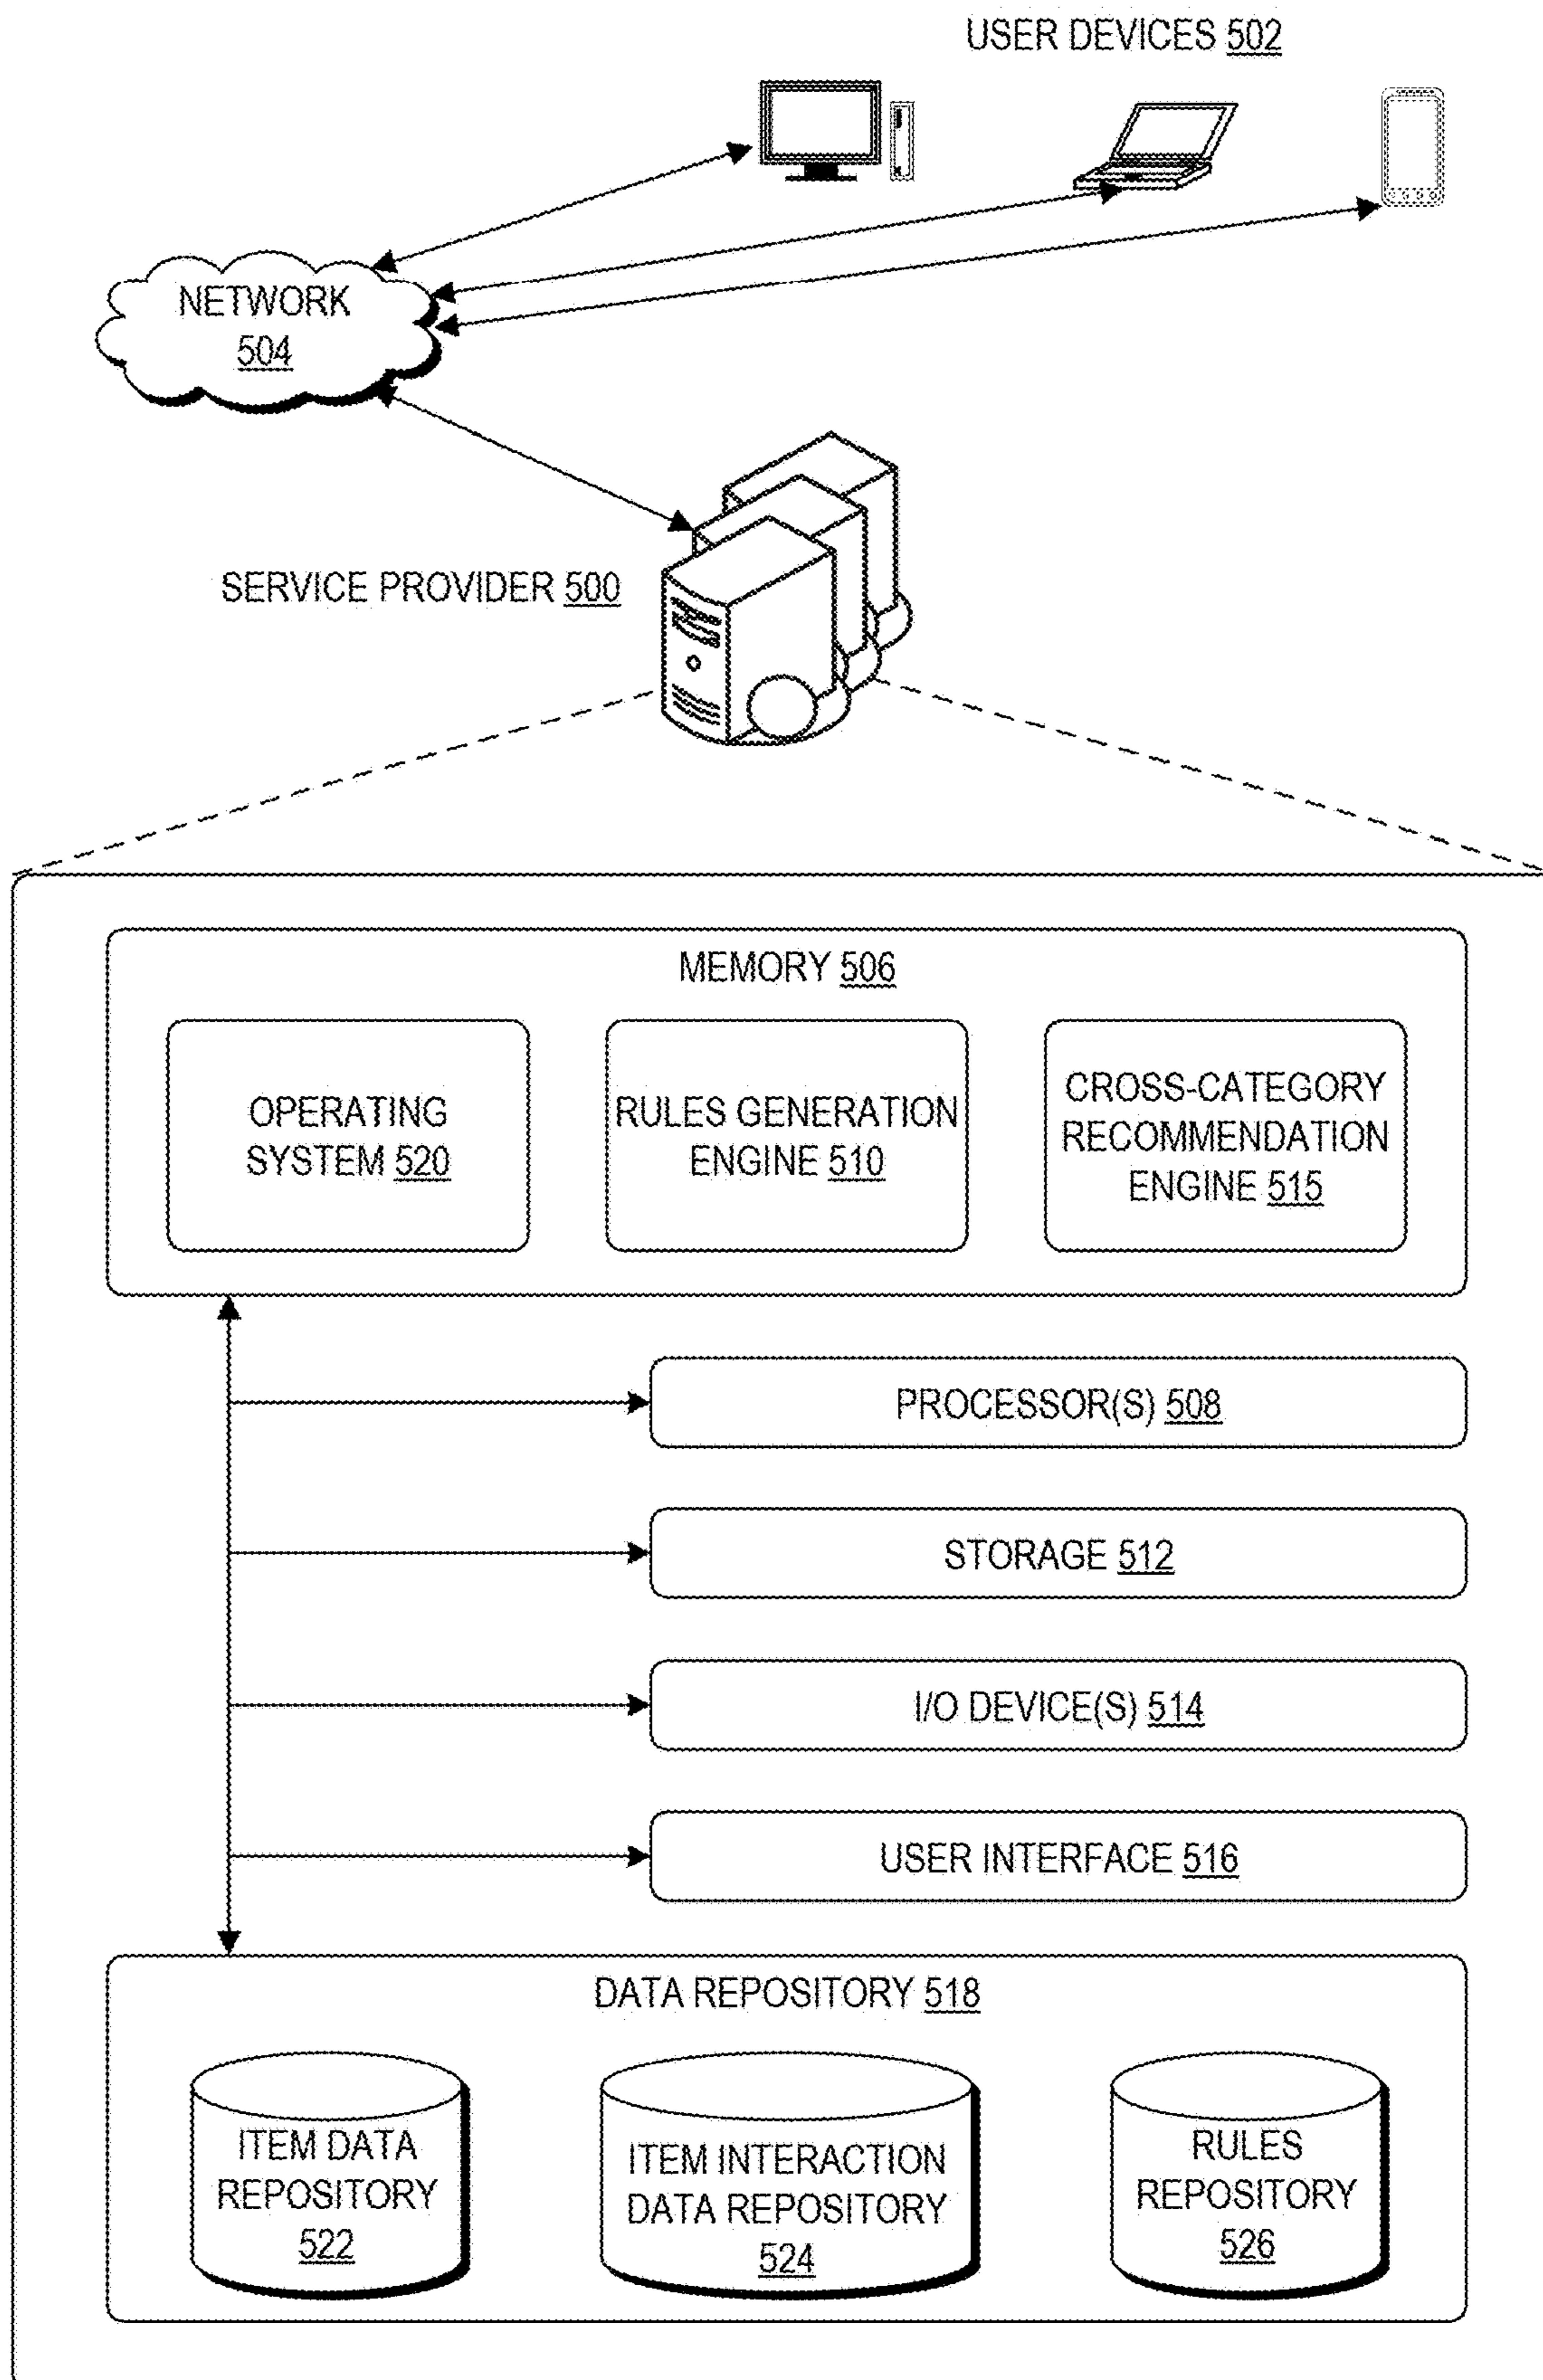 USER DEVICES 502
NETWORK
504
SERVICE PROVIDER 500
MEMORY 506
OPERATING
SYSTEM 520
RULES GENERATION
ENGINE 510
CROSS-CATEGORY
RECOMMENDATION
ENGINE 515
PROCESSOR(S) 508
STORAGE 512
I/O DEVICE(S) 514
USER INTERFACE 516
DATA REPOSITORY 518
ITEM DATA
REPOSITORY
522
ITEM INTERACTION
DATA REPOSITORY
524
RULES
REPOSITORY
526